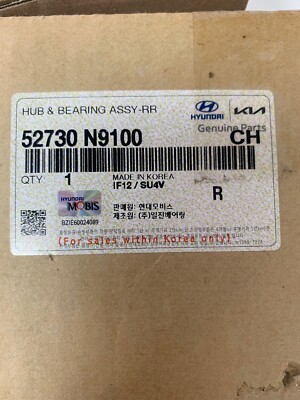 HUB & BEARING ASSY-RR
HYUNDAI
KIA
Genuine Parts
52730 N9100
CH
QTY: 1
MADE IN KOREA
IF12 / SU4V
R
HYUNDAI
MOBIS
BZIE60024089
판매원: 현대모비스
제조원: (주)일진베어링
(For sales within Korea only)